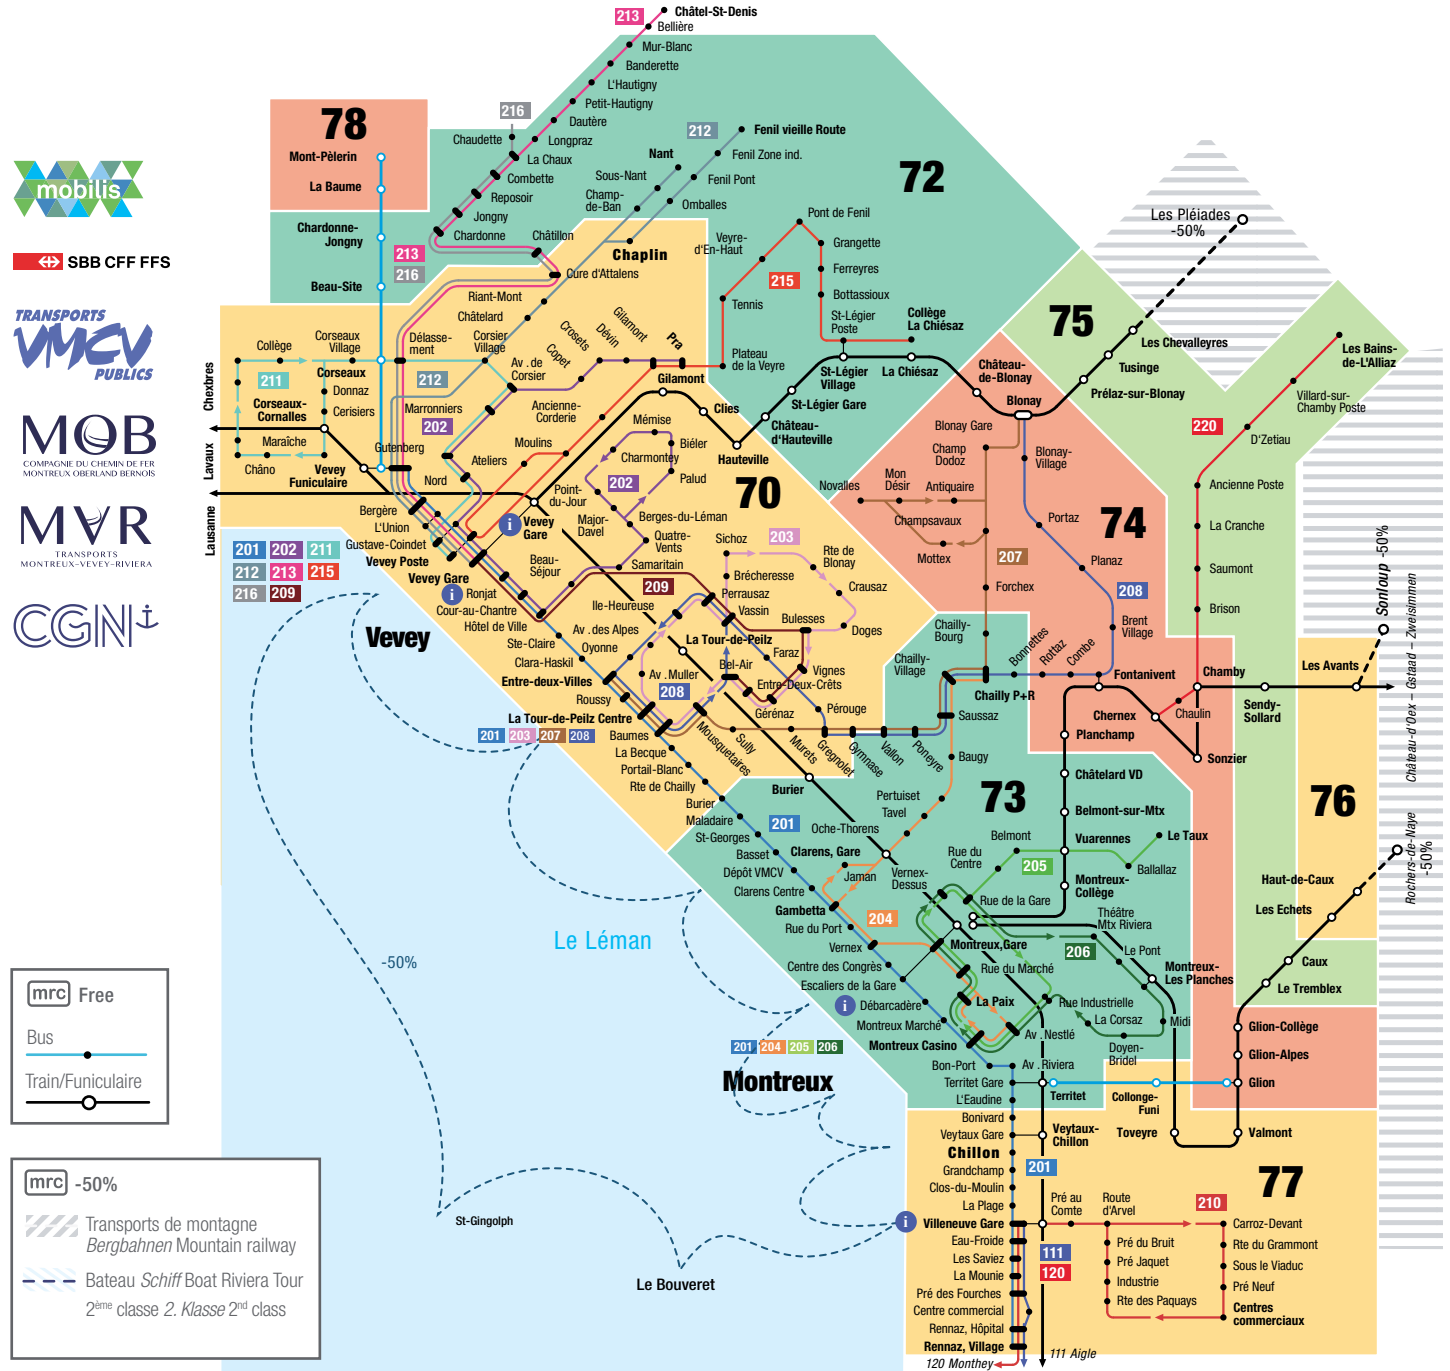 mobilis
SBB CFF FFS
TRANSPORTS
VMCV
PUBLICS
MOB
COMPAGNIE DU CHEMIN DE FER
MONTREUX OBERLAND BERNOIS
MVR
TRANSPORTS
MONTREUX-VEVEY-RIVIERA
CGN
mrc Free
Bus
Train/Funiculaire
mrc -50%
Transports de montagne
Bergbahnen Mountain railway
Bateau Schiff Boat Riviera Tour
2ème classe 2. Klasse 2nd class
213
Châtel-St-Denis
Bellière
Mur-Blanc
Banderette
L'Hautigny
Petit-Hautigny
Dautère
Longpraz
La Chaux
Combette
Reposoir
Jongny
Chardonne
Châtillon
Cure d'Attalens
216
Chaudette
213
216
78
Mont-Pèlerin
La Baume
Chardonne-
Jongny
Beau-Site
212
Fenil vieille Route
Fenil Zone ind.
Fenil Pont
Omballes
Nant
Sous-Nant
Champ-
de-Ban
Chaplin
72
Pont de Fenil
Veyre-
d'En-Haut
Grangette
Ferreyres
Bottassioux
215
Tennis
St-Légier
Poste
Collège
La Chiésaz
Plateau
de la Veyre
St-Légier
Village
La Chiésaz
St-Légier Gare
Château-
d'Hauteville
Hauteville
Clies
Gilamont
Château-
de-Blonay
Blonay
75
Les Pléiades
-50%
Les Chevalleyres
Tusinge
Prélaz-sur-Blonay
Les Bains-
de-L'Alliaz
Villard-sur-
Chamby Poste
220
D'Zetiau
Ancienne Poste
La Cranche
Saumont
Brison
Chamby
Riant-Mont
Châtelard
Corsier
Village
Délasse-
ment
Corseaux
Village
Collège
211
Corseaux
Donnaz
Cerisiers
Corseaux-
Cornalles
Maraîche
Châno
Vevey
Funiculaire
Chexbres
Lavaux
Lausanne
212
Marronniers
202
Gutenberg
Nord
Ateliers
Moulins
Ancienne-
Corderie
Av. de
Corsier
Copet
Crosets
Dévin
Gilamont
Pra
Bergère
L'Union
Gustave-Coindet
Vevey Poste
Vevey Gare
Point-
du-Jour
Vevey
Gare
i
i
Ronjat
Cour-au-Chantre
Hôtel de Ville
Ste-Claire
Clara-Haskil
Entre-deux-Villes
Roussy
La Tour-de-Peilz Centre
201 203 207 208
Baumes
La Becque
Portail-Blanc
Rte de Chailly
Burier
Maladaire
St-Georges
Basset
Dépôt VMCV
Clarens Centre
Gambetta
Rue du Port
Vernex
Centre des Congrès
Escaliers de la Gare
i
Débarcadère
Montreux Marché
Montreux Casino
201 204 205 206
Montreux
201 202 211
212 213 215
216 209
Vevey
Mémise
Biéler
Charmontey
Palud
202
Major-
Davel
Berges-du-Léman
Quatre-
Vents
Samaritain
Beau-
Séjour
70
Sichoz
203
Rte de
Blonay
Brécheresse
Crausaz
Doges
209
Ile-Heureuse
Perrausaz
Vassin
Bulesses
Av. des Alpes
Oyonne
La Tour-de-Peilz
Faraz
Vignes
Bel-Air
Entre-Deux-Crêts
Gérénaz
Av. Muller
208
Mousquetaires
Sully
Murets
Pérouge
Gregnolet
Gymnase
Vallon
Poneyre
Burier
Blonay Gare
Champ
Dodoz
Mon
Désir
Antiquaire
Novalles
Champsavaux
Mottex
207
Forchex
Chailly-
Bourg
Chailly-
Village
Chailly P+R
Saussaz
Baugy
Pertuiset
Tavel
Oche-Thorens
Clarens, Gare
Jaman
Vernex-
Dessus
204
201
74
Blonay-
Village
Portaz
Planaz
208
Brent
Village
Bonnettes
Rottaz
Combe
Fontanivent
Chernex
Chaulin
Sonzier
Planchamp
Châtelard VD
Belmont-sur-Mtx
Vuarennes
Montreux-
Collège
73
Belmont
Rue du
Centre
205
Le Taux
Ballallaz
Rue de la Gare
Théâtre
Mtx Riviera
206
Le Pont
Montreux-
Les Planches
Montreux,Gare
Rue du Marché
La Paix
Rue Industrielle
La Corsaz
Midi
Doyen-
Bridel
Av. Nestlé
Av. Riviera
Bon-Port
Territet Gare
L'Eaudine
Bonivard
Veytaux Gare
Chillon
Grandchamp
Clos-du-Moulin
La Plage
i
Villeneuve Gare
Eau-Froide
Les Saviez
La Mounie
Pré des Fourches
Centre commercial
Rennaz, Hôpital
Rennaz, Village
120 Monthey
111 Aigle
Territet
Collonge-
Funi
Glion
Glion-Alpes
Glion-Collège
Le Tremblex
Caux
Les Echets
Haut-de-Caux
Veytaux-
Chillon
Toveyre
Valmont
77
201
111
120
210
Pré au
Comte
Route
d'Arvel
Carroz-Devant
Rte du Grammont
Sous le Viaduc
Pré Neuf
Centres
commerciaux
Pré du Bruit
Pré Jaquet
Industrie
Rte des Paquays
Sendy-
Sollard
Les Avants
76
Sonloup -50%
Château-d'Oex – Gstaad – Zweisimmen
Rochers-de-Naye
-50%
Le Léman
-50%
St-Gingolph
Le Bouveret